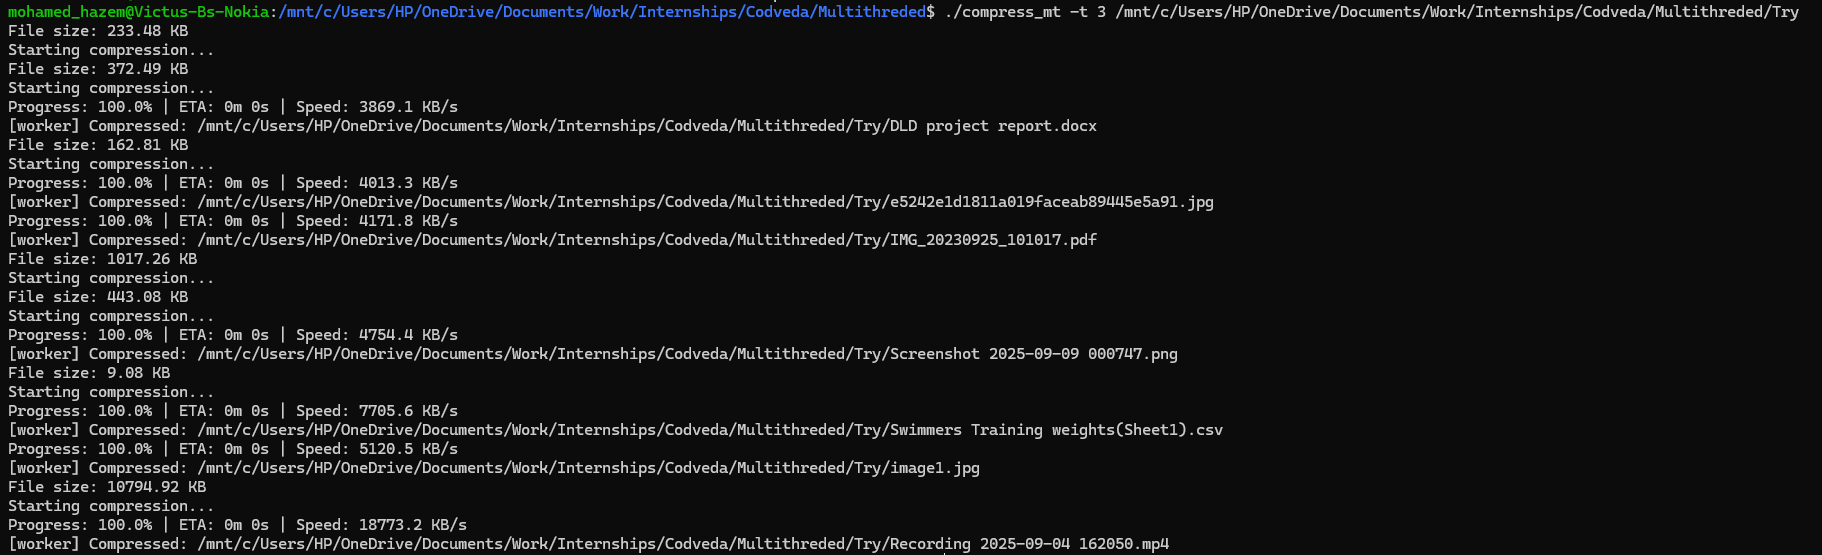 mohamed_hazem@Victus-Bs-Nokia:/mnt/c/Users/HP/OneDrive/Documents/Work/Internships/Codveda/Multithreded$ ./compress_mt -t 3 /mnt/c/Users/HP/OneDrive/Documents/Work/Internships/Codveda/Multithreded/Try
File size: 233.48 KB
Starting compression...
File size: 372.49 KB
Starting compression...
Progress: 100.0% | ETA: 0m 0s | Speed: 3869.1 KB/s
[worker] Compressed: /mnt/c/Users/HP/OneDrive/Documents/Work/Internships/Codveda/Multithreded/Try/DLD project report.docx
File size: 162.81 KB
Starting compression...
Progress: 100.0% | ETA: 0m 0s | Speed: 4013.3 KB/s
[worker] Compressed: /mnt/c/Users/HP/OneDrive/Documents/Work/Internships/Codveda/Multithreded/Try/e5242e1d1811a019faceab89445e5a91.jpg
Progress: 100.0% | ETA: 0m 0s | Speed: 4171.8 KB/s
[worker] Compressed: /mnt/c/Users/HP/OneDrive/Documents/Work/Internships/Codveda/Multithreded/Try/IMG_20230925_101017.pdf
File size: 1017.26 KB
Starting compression...
File size: 443.08 KB
Starting compression...
Progress: 100.0% | ETA: 0m 0s | Speed: 4754.4 KB/s
[worker] Compressed: /mnt/c/Users/HP/OneDrive/Documents/Work/Internships/Codveda/Multithreded/Try/Screenshot 2025-09-09 000747.png
File size: 9.08 KB
Starting compression...
Progress: 100.0% | ETA: 0m 0s | Speed: 7705.6 KB/s
[worker] Compressed: /mnt/c/Users/HP/OneDrive/Documents/Work/Internships/Codveda/Multithreded/Try/Swimmers Training weights(Sheet1).csv
Progress: 100.0% | ETA: 0m 0s | Speed: 5120.5 KB/s
[worker] Compressed: /mnt/c/Users/HP/OneDrive/Documents/Work/Internships/Codveda/Multithreded/Try/image1.jpg
File size: 10794.92 KB
Starting compression...
Progress: 100.0% | ETA: 0m 0s | Speed: 18773.2 KB/s
[worker] Compressed: /mnt/c/Users/HP/OneDrive/Documents/Work/Internships/Codveda/Multithreded/Try/Recording 2025-09-04 162050.mp4